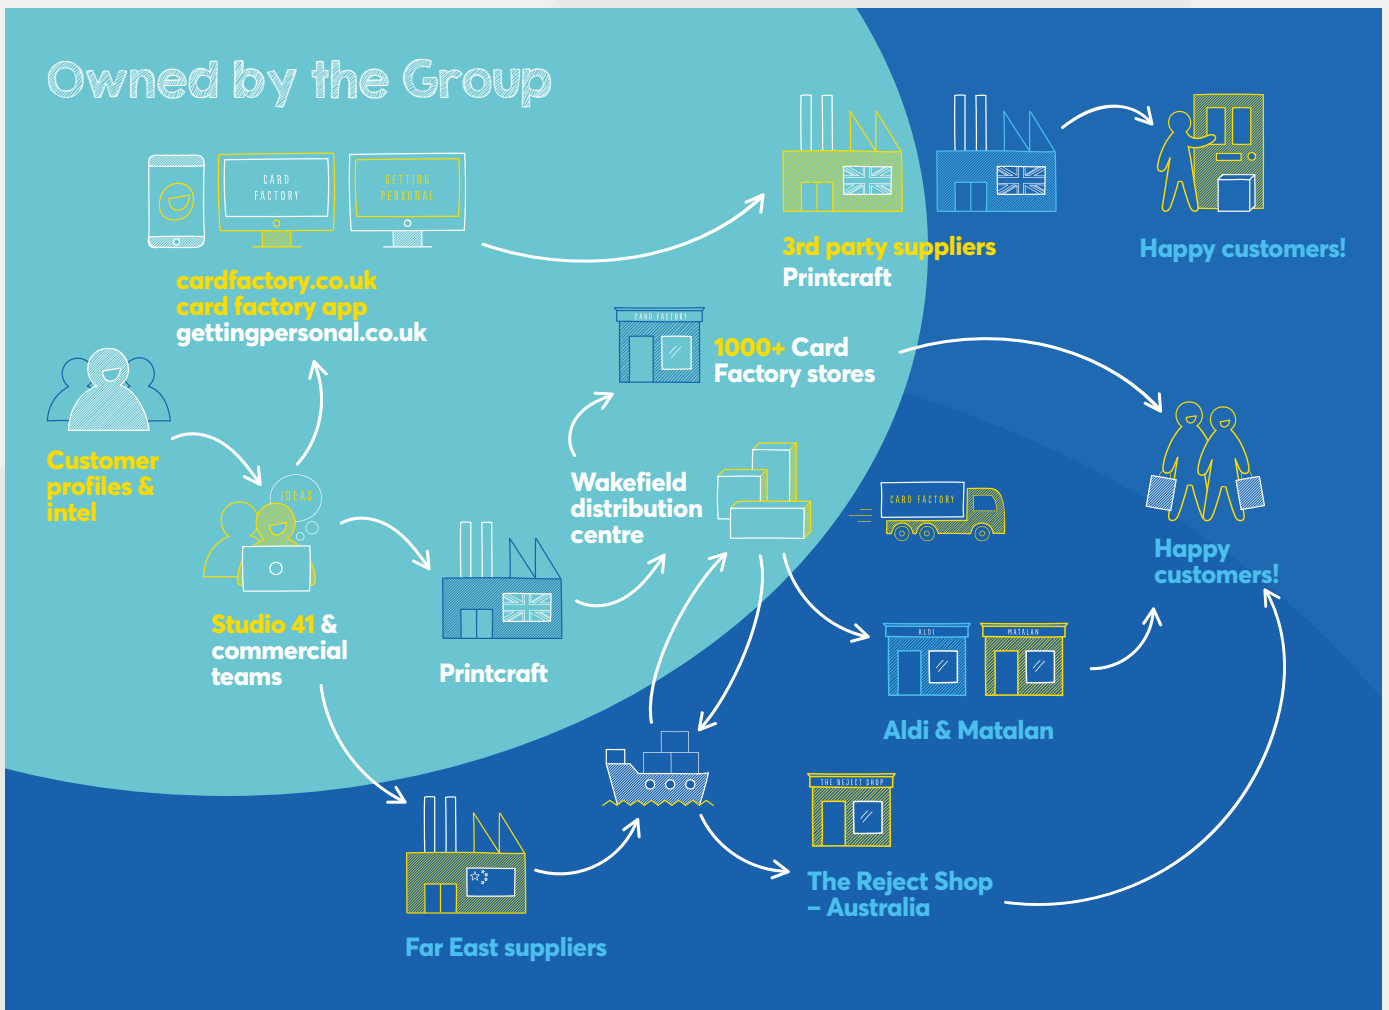 Owned by the Group
CARD
FACTORY
GETTING
PERSONAL
cardfactory.co.uk
card factory app
gettingpersonal.co.uk
3rd party suppliers
Printcraft
Happy customers!
CARD FACTORY
1000+ Card
Factory stores
Customer
profiles &
intel
IDEAS
Studio 41 &
commercial
teams
Printcraft
Wakefield
distribution
centre
CARD FACTORY
Happy
customers!
ALDI
MATALAN
Aldi & Matalan
THE REJECT SHOP
The Reject Shop
– Australia
Far East suppliers